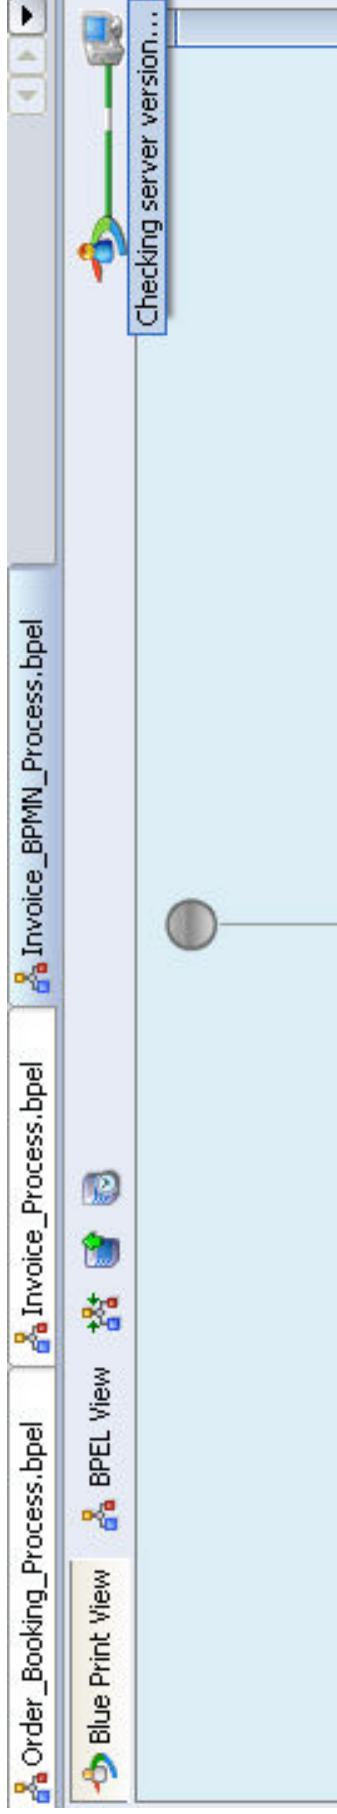 Order_Booking_Process.bpel Invoice_Process.bpel Invoice_BPMN_Process.bpel
Blue Print View BPEL View
Checking server version...